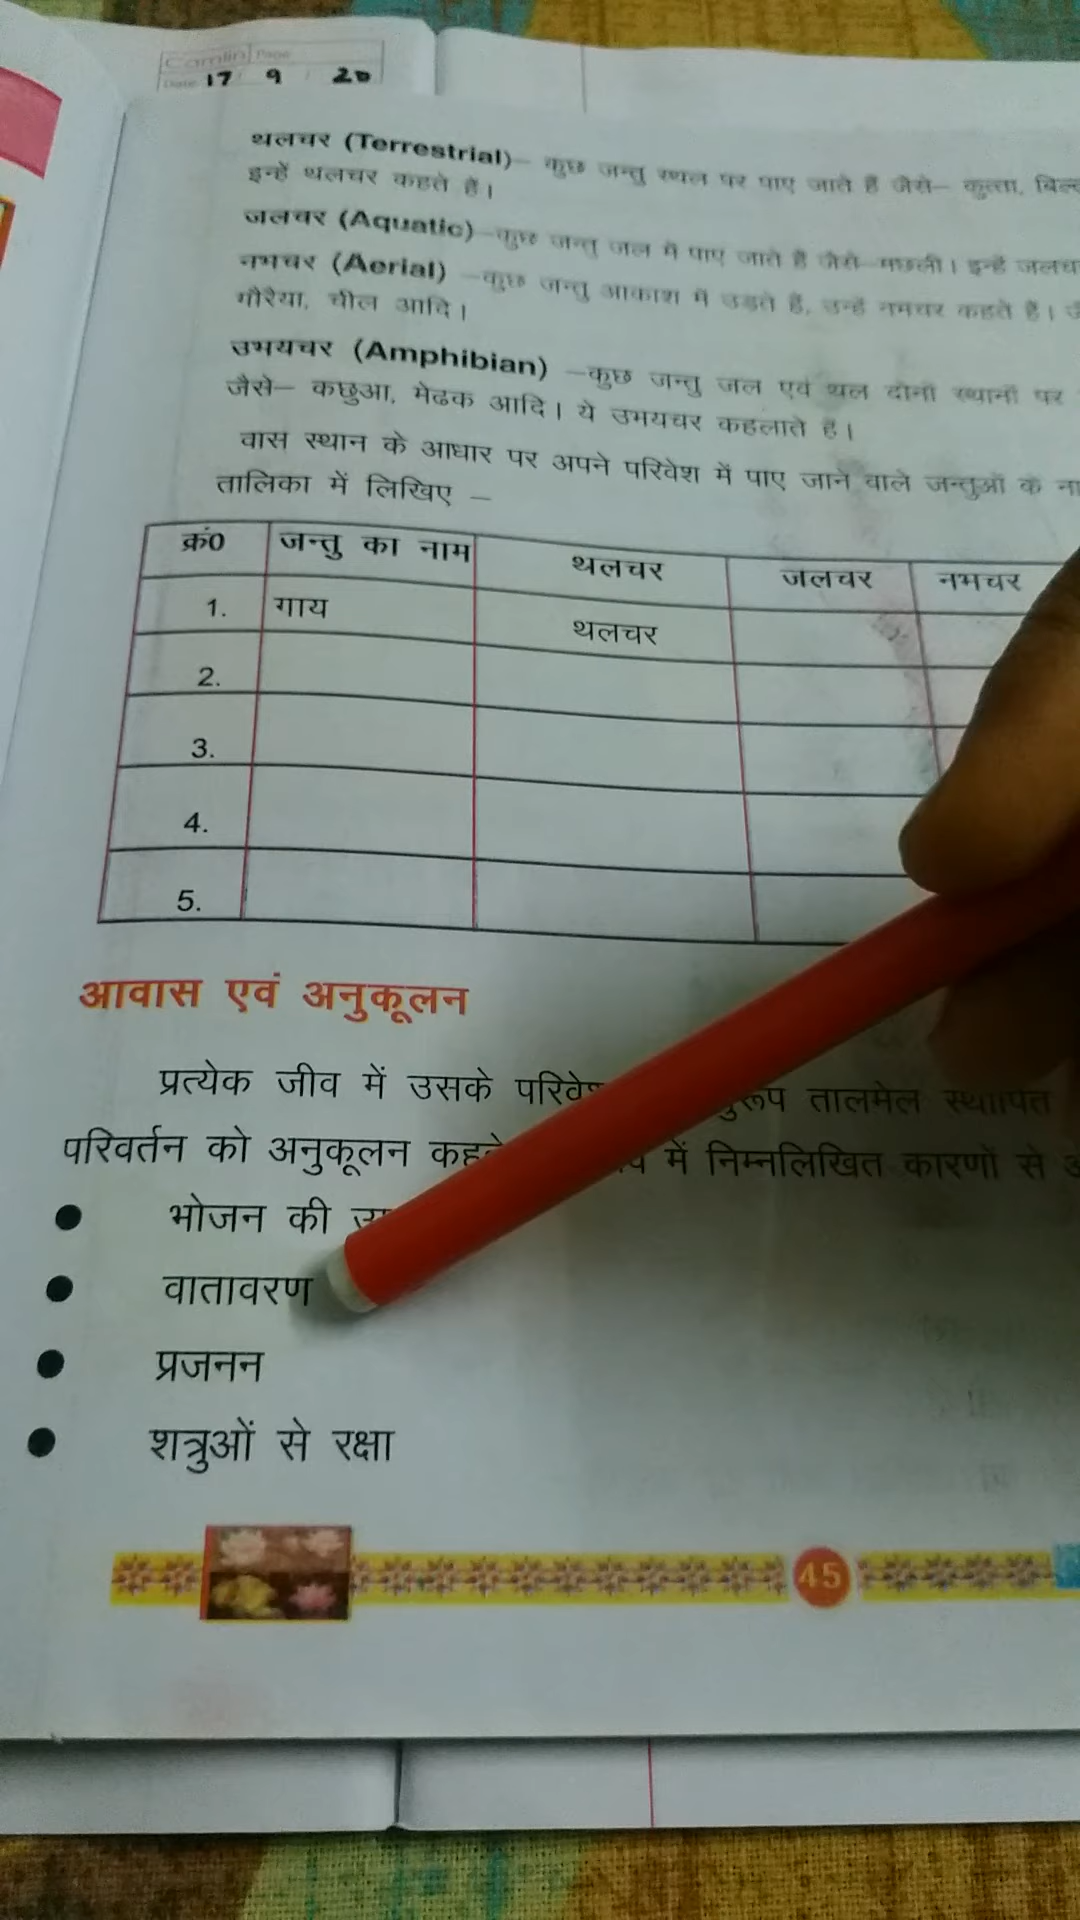 Camlin Page
Date 17 9 20
थलचर (Terrestrial)– कुछ जन्तु स्थल पर पाए जाते हैं जैसे– कुत्ता,
इन्हें थलचर कहते हैं।
जलचर (Aquatic)–कुछ जन्तु जल में पाए जाते हैं जैसे–मछली। इन्हें
नभचर (Aerial) –कुछ जन्तु आकाश में उड़ते हैं, उन्हें नभचर कहते हैं।
गौरैया, चील आदि।
उभयचर (Amphibian) –कुछ जन्तु जल एवं थल दोनों स्थानों पर
जैसे– कछुआ, मेढक आदि। ये उभयचर कहलाते हैं।
वास स्थान के आधार पर अपने परिवेश में पाए जाने वाले जन्तुओं के
तालिका में लिखिए –
क्रं0 जन्तु का नाम थलचर जलचर नभचर
1. गाय थलचर
2.
3.
4.
5.
आवास एवं अनुकूलन
प्रत्येक जीव में उसके तालमेल स्थापित
परिवर्तन को अनुकूलन में निम्नलिखित कारणों से
● भोजन की
● वातावरण
● प्रजनन
● शत्रुओं से रक्षा
45